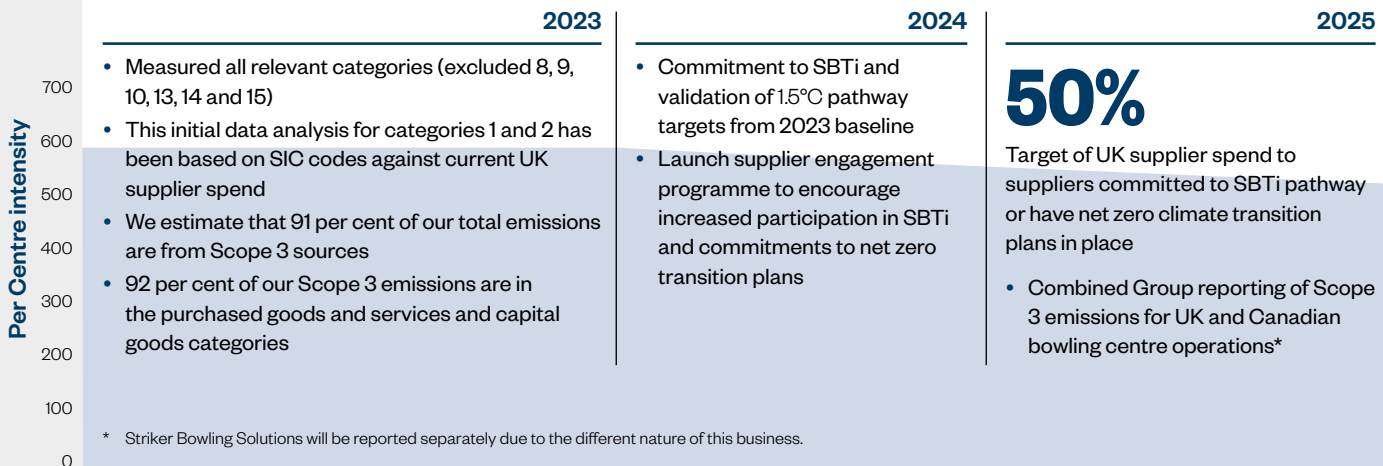 Per Centre intensity
700
600
500
400
300
200
100
0
2023
• Measured all relevant categories (excluded 8, 9,
10, 13, 14 and 15)
• This initial data analysis for categories 1 and 2 has
been based on SIC codes against current UK
supplier spend
• We estimate that 91 per cent of our total emissions
are from Scope 3 sources
• 92 per cent of our Scope 3 emissions are in
the purchased goods and services and capital
goods categories
2024
• Commitment to SBTi and
validation of 1.5°C pathway
targets from 2023 baseline
• Launch supplier engagement
programme to encourage
increased participation in SBTi
and commitments to net zero
transition plans
2025
50%
Target of UK supplier spend to
suppliers committed to SBTi pathway
or have net zero climate transition
plans in place
• Combined Group reporting of Scope
3 emissions for UK and Canadian
bowling centre operations*
* Striker Bowling Solutions will be reported separately due to the different nature of this business.